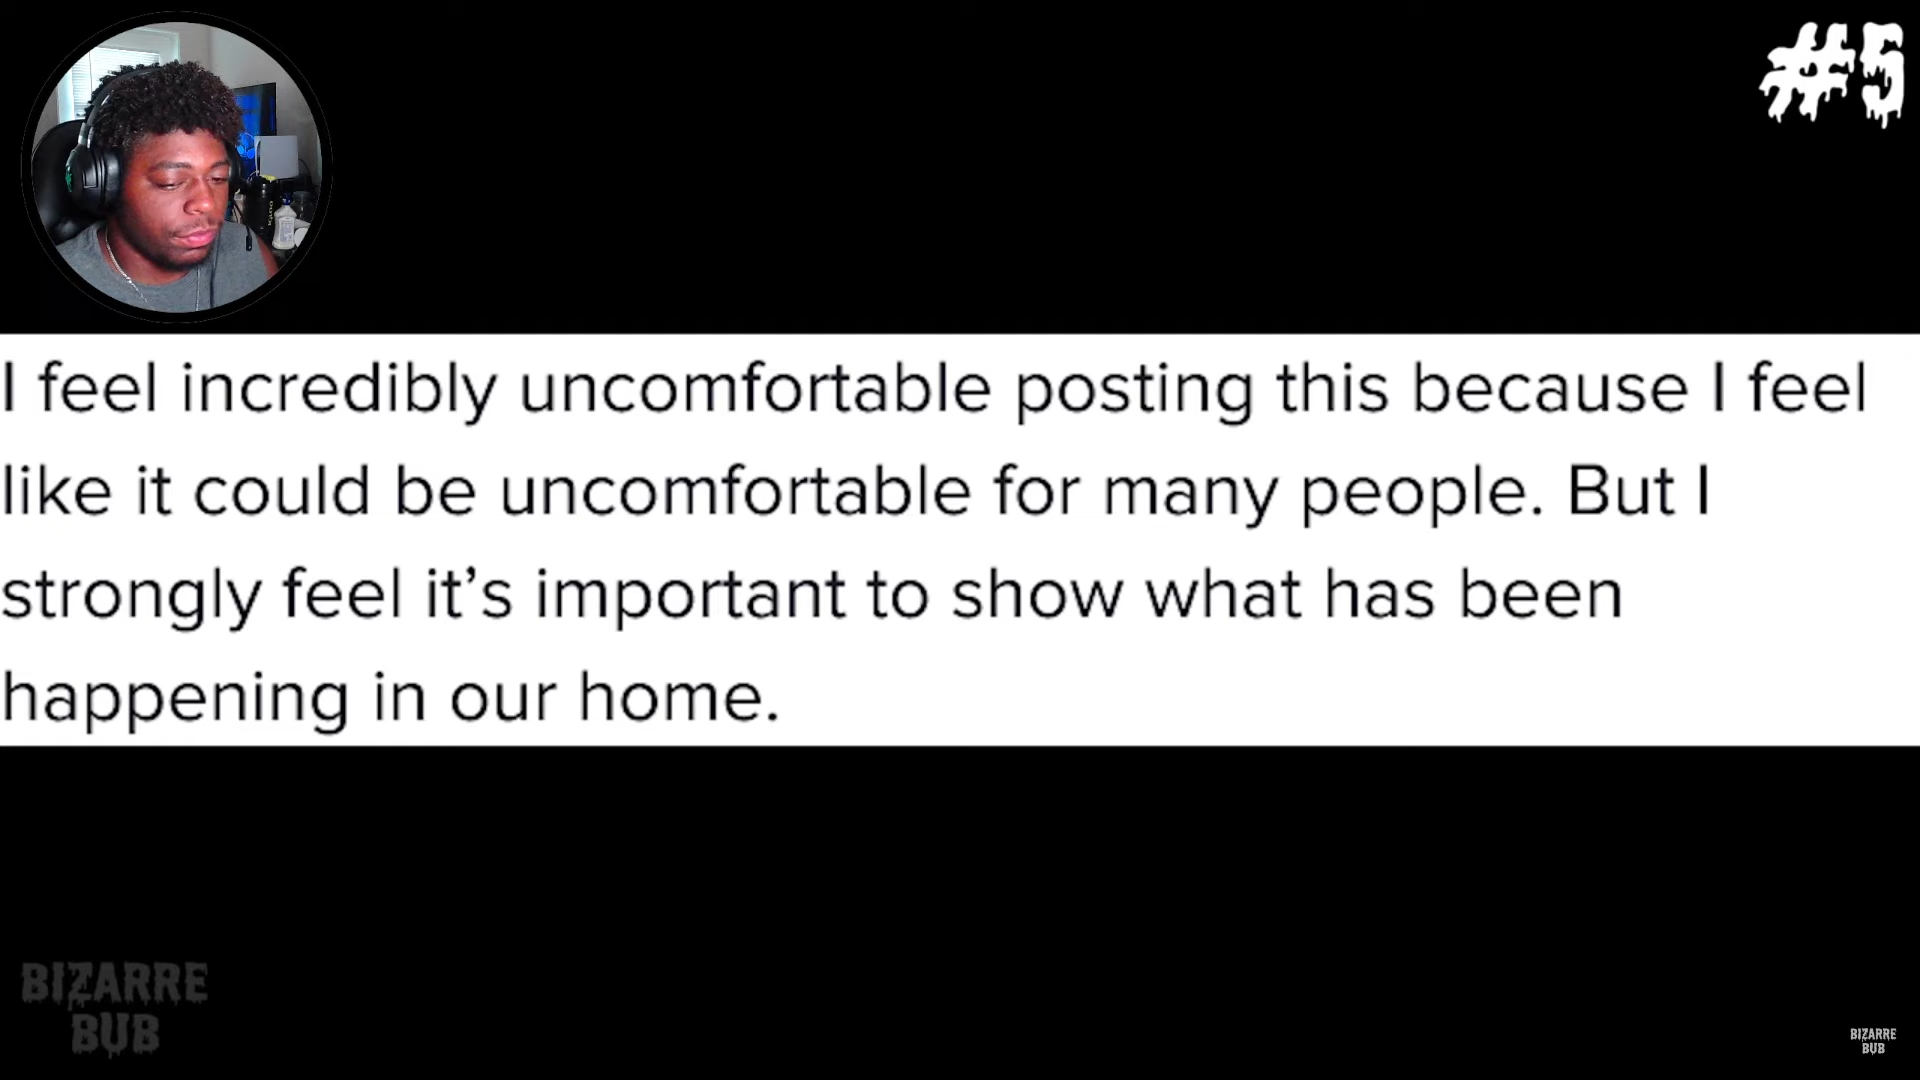 #5
I feel incredibly uncomfortable posting this because I feel
like it could be uncomfortable for many people. But I
strongly feel it’s important to show what has been
happening in our home.
BIZARRE
BUB
BIZARRE
BUB